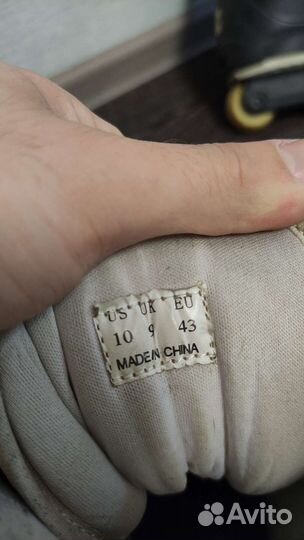 US UK EU
10 9 43
MADE IN CHINA
Avito